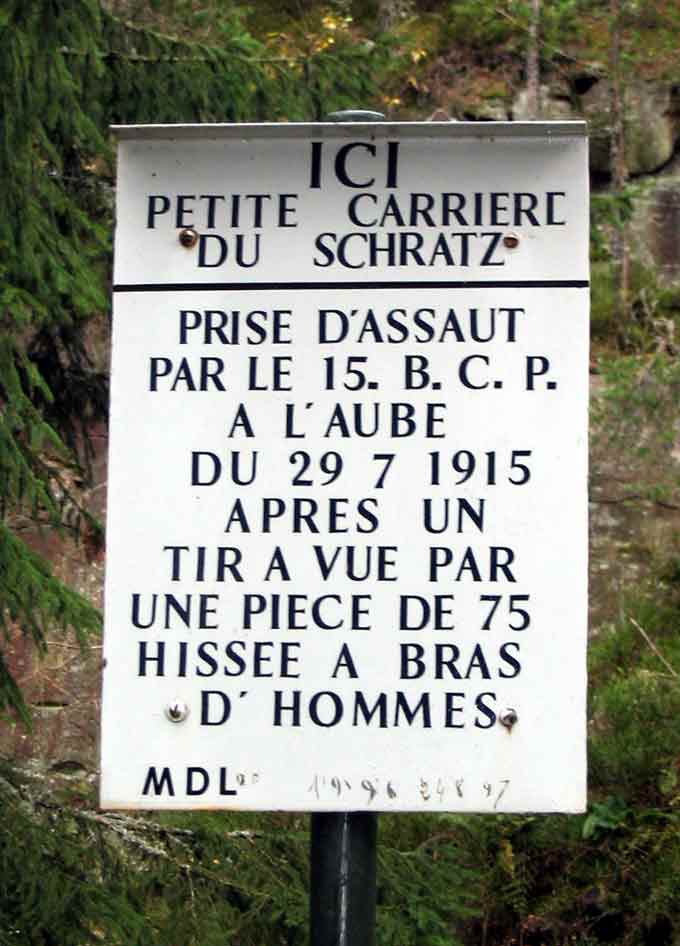 ICI
PETITE CARRIERE
DU SCHRATZ
PRISE D'ASSAUT
PAR LE 15. B. C. P.
A L'AUBE
DU 29 7 1915
APRES UN
TIR A VUE PAR
UNE PIECE DE 75
HISSEE A BRAS
D' HOMMES
MDL